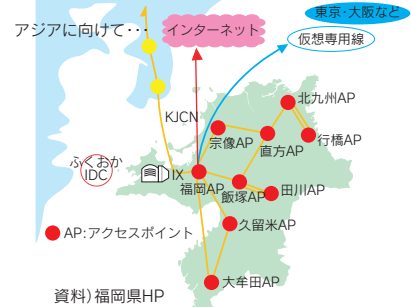 東京・大阪など
アジアに向けて･･･
インターネット
仮想専用線
北九州AP
KJCN
宗像AP
行橋AP
直方AP
ふくおか
IDC
IX
福岡AP
飯塚AP
田川AP
久留米AP
AP:アクセスポイント
大牟田AP
資料）福岡県HP